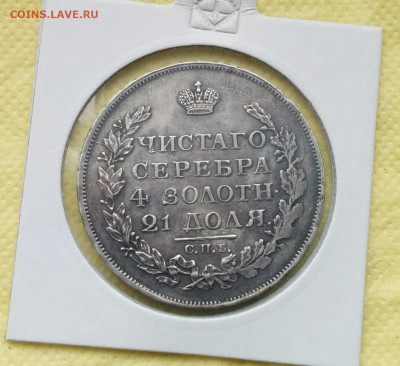 COINS.LAVE.RU
ЧИСТАГО
СЕРЕБРА
4 ЗОЛОТН.
21 ДОЛЯ
С.П.Б.